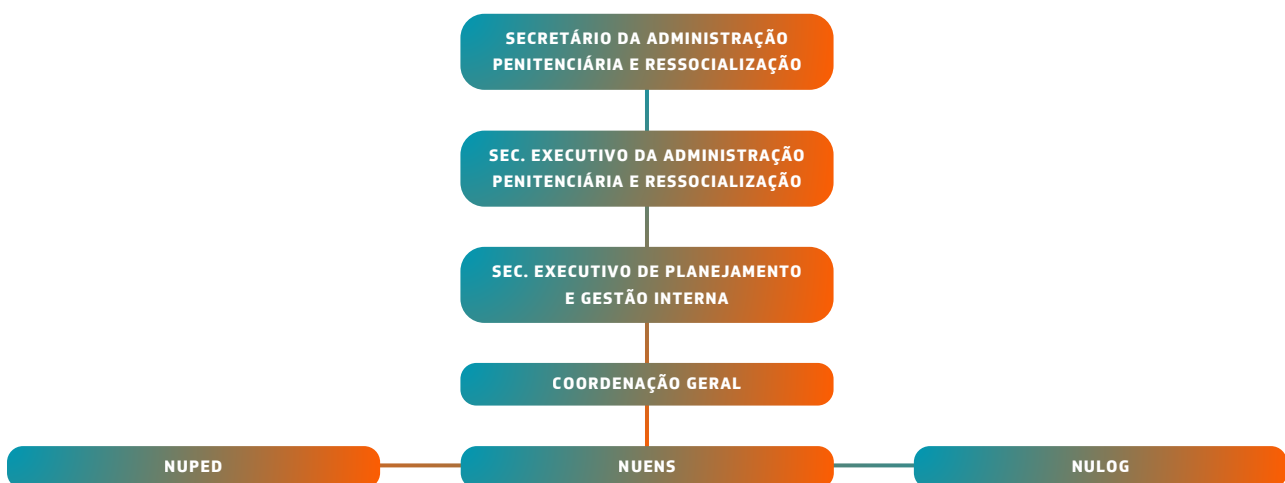 SECRETÁRIO DA ADMINISTRAÇÃO
PENITENCIÁRIA E RESSOCIALIZAÇÃO
SEC. EXECUTIVO DA ADMINISTRAÇÃO
PENITENCIÁRIA E RESSOCIALIZAÇÃO
SEC. EXECUTIVO DE PLANEJAMENTO
E GESTÃO INTERNA
COORDENAÇÃO GERAL
NUPED
NUENS
NULOG